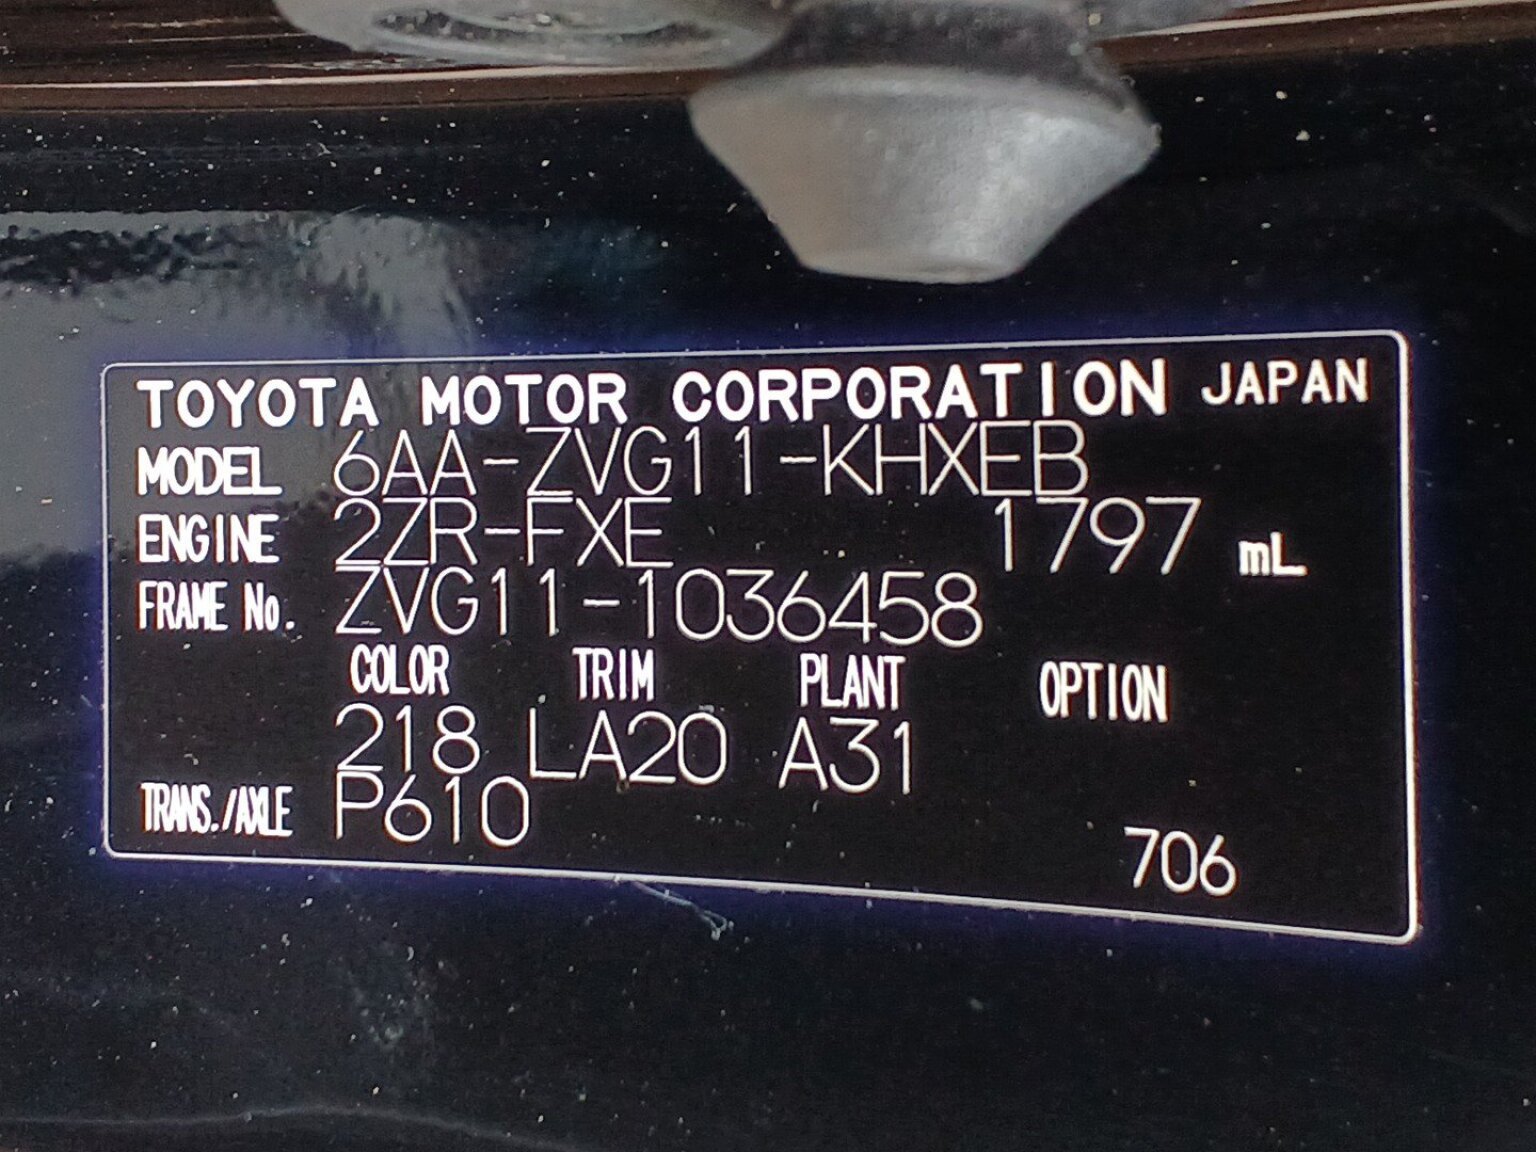 TOYOTA MOTOR CORPORATION JAPAN
MODEL 6AA-ZVG11-KHXEB
ENGINE 2ZR-FXE 1797 mL
FRAME No. ZVG11-1036458
COLOR TRIM PLANT OPTION
218 LA20 A31
TRANS./AXLE P610
706